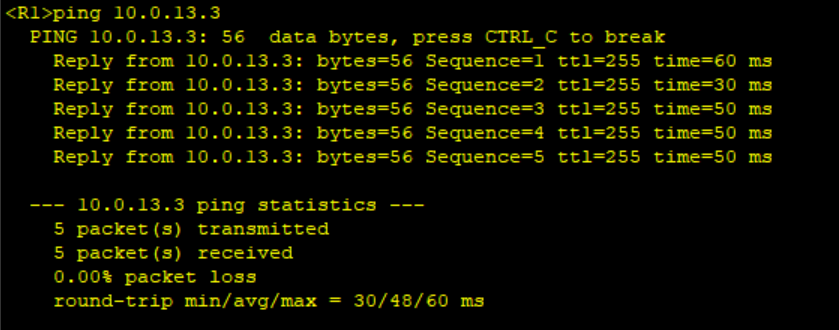 <R1>ping 10.0.13.3
PING 10.0.13.3: 56  data bytes, press CTRL_C to break
Reply from 10.0.13.3: bytes=56 Sequence=1 ttl=255 time=60 ms
Reply from 10.0.13.3: bytes=56 Sequence=2 ttl=255 time=30 ms
Reply from 10.0.13.3: bytes=56 Sequence=3 ttl=255 time=50 ms
Reply from 10.0.13.3: bytes=56 Sequence=4 ttl=255 time=50 ms
Reply from 10.0.13.3: bytes=56 Sequence=5 ttl=255 time=50 ms
--- 10.0.13.3 ping statistics ---
5 packet(s) transmitted
5 packet(s) received
0.00% packet loss
round-trip min/avg/max = 30/48/60 ms